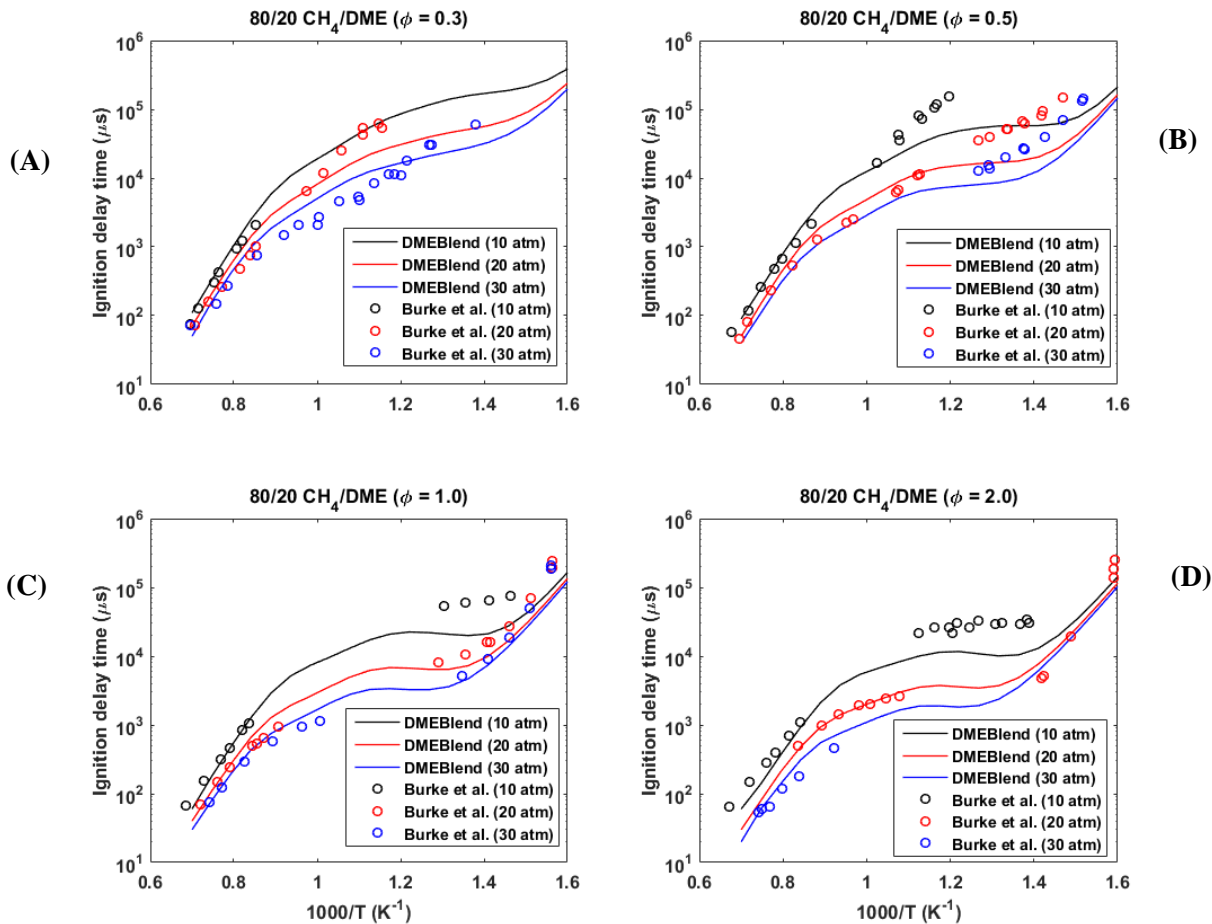 80/20 CH4/DME (ϕ = 0.3)
(A)
Ignition delay time (μs)
10^6
10^5
10^4
10^3
10^2
10^1
DMEBlend (10 atm)
DMEBlend (20 atm)
DMEBlend (30 atm)
Burke et al. (10 atm)
Burke et al. (20 atm)
Burke et al. (30 atm)
0.6 0.8 1 1.2 1.4 1.6
80/20 CH4/DME (ϕ = 0.5)
(B)
Ignition delay time (μs)
10^6
10^5
10^4
10^3
10^2
10^1
DMEBlend (10 atm)
DMEBlend (20 atm)
DMEBlend (30 atm)
Burke et al. (10 atm)
Burke et al. (20 atm)
Burke et al. (30 atm)
0.6 0.8 1 1.2 1.4 1.6
80/20 CH4/DME (ϕ = 1.0)
(C)
Ignition delay time (μs)
10^6
10^5
10^4
10^3
10^2
10^1
DMEBlend (10 atm)
DMEBlend (20 atm)
DMEBlend (30 atm)
Burke et al. (10 atm)
Burke et al. (20 atm)
Burke et al. (30 atm)
0.6 0.8 1 1.2 1.4 1.6
1000/T (K^-1)
80/20 CH4/DME (ϕ = 2.0)
(D)
Ignition delay time (μs)
10^6
10^5
10^4
10^3
10^2
10^1
DMEBlend (10 atm)
DMEBlend (20 atm)
DMEBlend (30 atm)
Burke et al. (10 atm)
Burke et al. (20 atm)
Burke et al. (30 atm)
0.6 0.8 1 1.2 1.4 1.6
1000/T (K^-1)